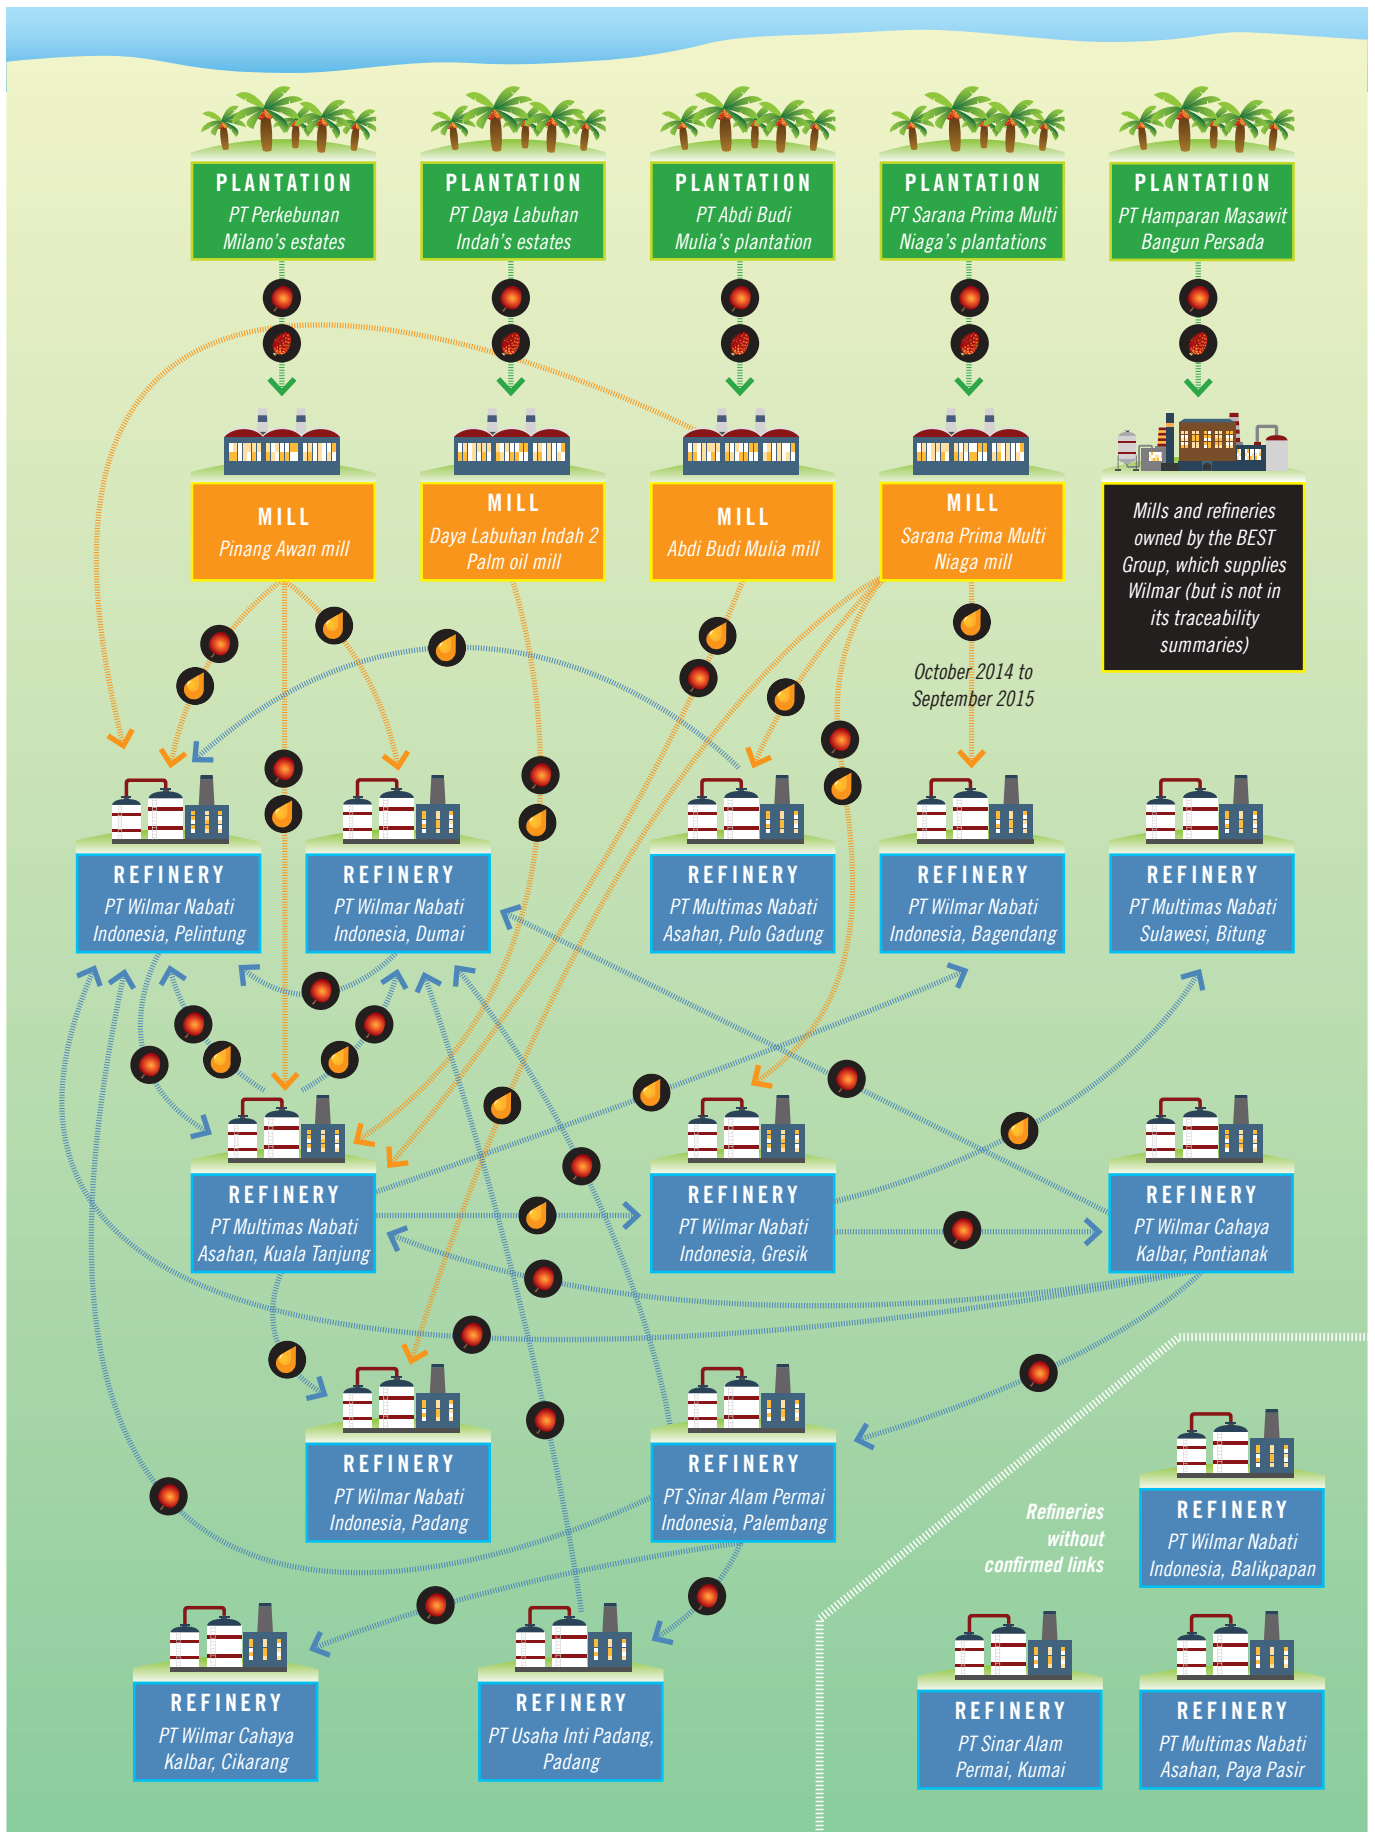 PLANTATION
PT Perkebunan
Milano's estates
PLANTATION
PT Daya Labuhan
Indah's estates
PLANTATION
PT Abdi Budi
Mulia's plantation
PLANTATION
PT Sarana Prima Multi
Niaga's plantations
PLANTATION
PT Hamparan Masawit
Bangun Persada
MILL
Pinang Awan mill
MILL
Daya Labuhan Indah 2
Palm oil mill
MILL
Abdi Budi Mulia mill
MILL
Sarana Prima Multi
Niaga mill
Mills and refineries
owned by the BEST
Group, which supplies
Wilmar (but is not in
its traceability
summaries)
October 2014 to
September 2015
REFINERY
PT Wilmar Nabati
Indonesia, Pelintung
REFINERY
PT Wilmar Nabati
Indonesia, Dumai
REFINERY
PT Multimas Nabati
Asahan, Pulo Gadung
REFINERY
PT Wilmar Nabati
Indonesia, Bagendang
REFINERY
PT Multimas Nabati
Sulawesi, Bitung
REFINERY
PT Multimas Nabati
Asahan, Kuala Tanjung
REFINERY
PT Wilmar Nabati
Indonesia, Gresik
REFINERY
PT Wilmar Cahaya
Kalbar, Pontianak
REFINERY
PT Wilmar Nabati
Indonesia, Padang
REFINERY
PT Sinar Alam Permai
Indonesia, Palembang
Refineries
without
confirmed links
REFINERY
PT Wilmar Nabati
Indonesia, Balikpapan
REFINERY
PT Wilmar Cahaya
Kalbar, Cikarang
REFINERY
PT Usaha Inti Padang,
Padang
REFINERY
PT Sinar Alam
Permai, Kumai
REFINERY
PT Multimas Nabati
Asahan, Paya Pasir